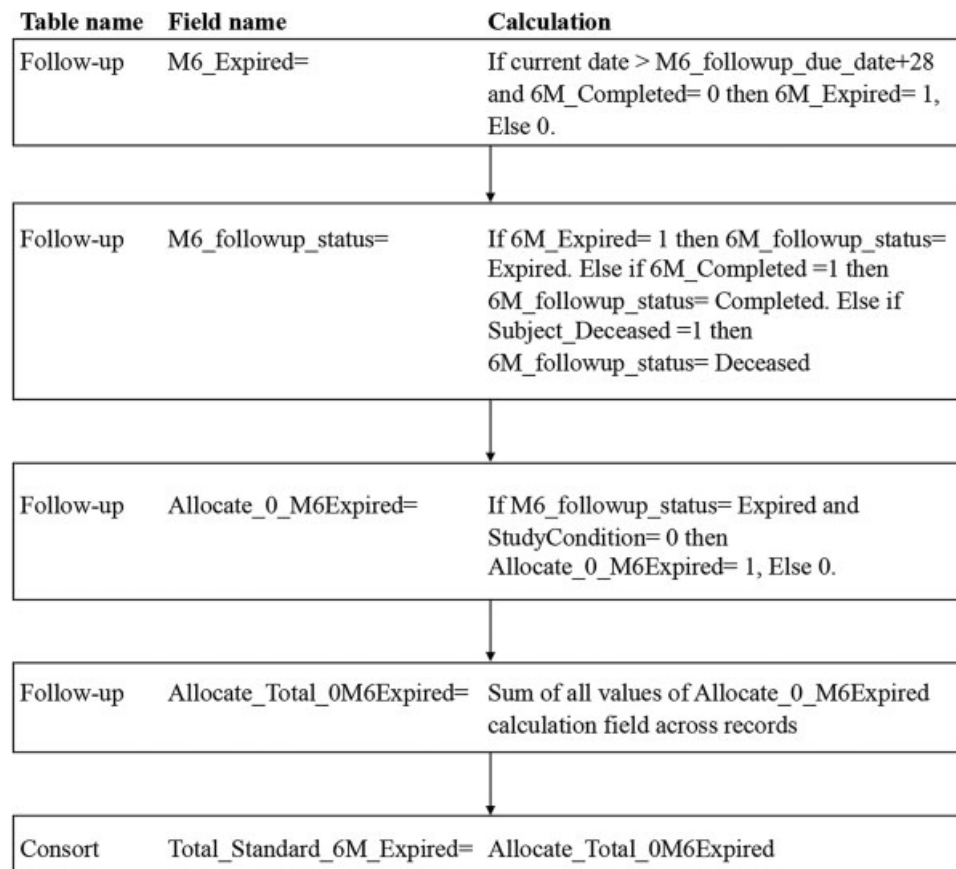 Table name Field name Calculation
Follow-up M6_Expired= If current date > M6_followup_due_date+28
and 6M_Completed= 0 then 6M_Expired= 1,
Else 0.
Follow-up M6_followup_status= If 6M_Expired= 1 then 6M_followup_status=
Expired. Else if 6M_Completed =1 then
6M_followup_status= Completed. Else if
Subject_Deceased =1 then
6M_followup_status= Deceased
Follow-up Allocate_0_M6Expired= If M6_followup_status= Expired and
StudyCondition= 0 then
Allocate_0_M6Expired= 1, Else 0.
Follow-up Allocate_Total_0M6Expired= Sum of all values of Allocate_0_M6Expired
calculation field across records
Consort Total_Standard_6M_Expired= Allocate_Total_0M6Expired